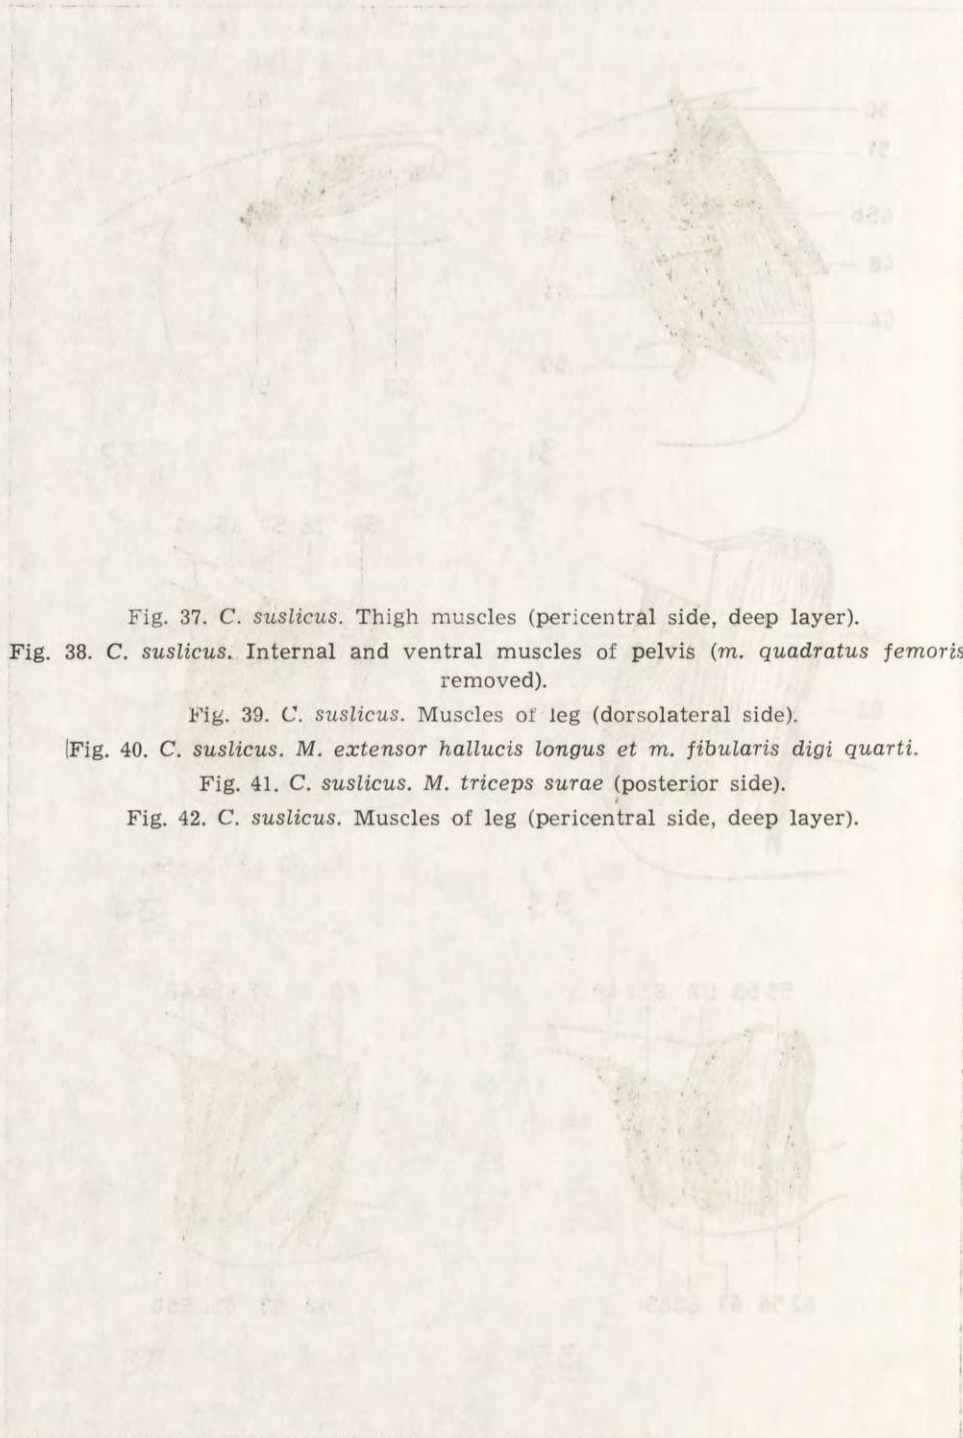 Fig. 37. C. suslicus. Thigh muscles (pericentral side, deep layer).
Fig. 38. C. suslicus. Internal and ventral muscles of pelvis (m. quadratus femoris
removed).
Fig. 39. C. suslicus. Muscles of leg (dorsolateral side).
Fig. 40. C. suslicus. M. extensor hallucis longus et m. fibularis digi quarti.
Fig. 41. C. suslicus. M. triceps surae (posterior side).
Fig. 42. C. suslicus. Muscles of leg (pericentral side, deep layer).